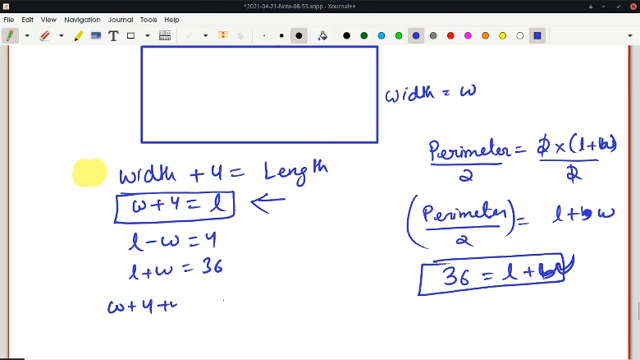 *2021-04-21-Note-08-53.xopp - Journal++
File Edit View Navigation Journal Tools Plugin Help
width = w
width + 4 = Length
w + 4 = l
l - w = 4
l + w = 36
w + 4 +
Perimeter/2 = 2 × (l + w)/2
(Perimeter/2) = l + w
36 = l + w